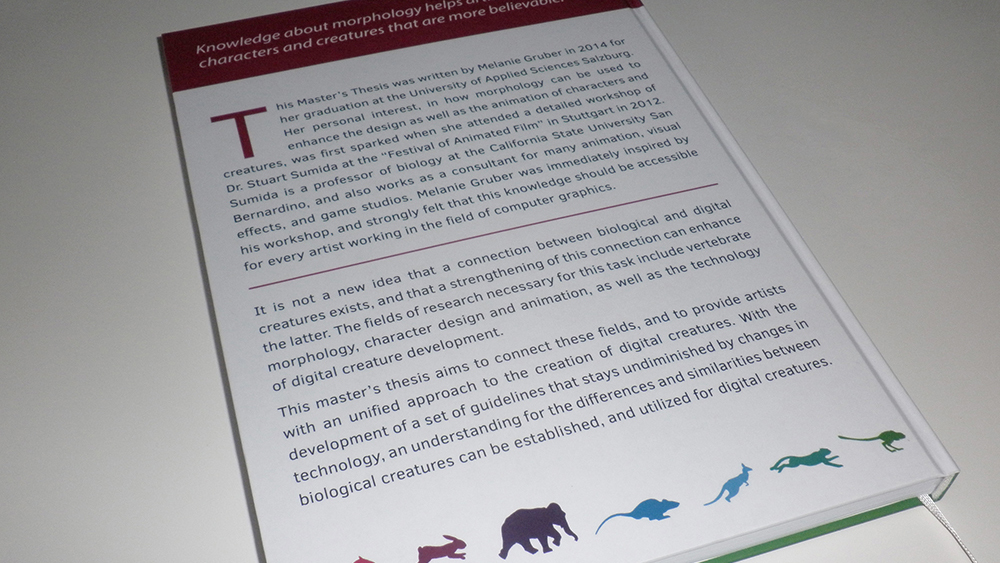 Knowledge about morphology helps
characters and creatures that are more believable.
This Master's Thesis was written by Melanie Gruber in 2014 for
her graduation at the University of Applied Sciences Salzburg.
Her personal interest, in how morphology can be used to
enhance the design as well as the animation of characters and
creatures, was first sparked when she attended a detailed workshop of
Dr. Stuart Sumida at the "Festival of Animated Film" in Stuttgart in 2012.
Sumida is a professor of biology at the California State University San
Bernardino, and also works as a consultant for many animation, visual
effects, and game studios. Melanie Gruber was immediately inspired by
his workshop, and strongly felt that this knowledge should be accessible
for every artist working in the field of computer graphics.
It is not a new idea that a connection between biological and digital
creatures exists, and that a strengthening of this connection can enhance
the latter. The fields of research necessary for this task include vertebrate
morphology, character design and animation, as well as the technology
of digital creature development.
This master's thesis aims to connect these fields, and to provide artists
with an unified approach to the creation of digital creatures. With the
development of a set of guidelines that stays undiminished by changes in
technology, an understanding for the differences and similarities between
biological creatures can be established, and utilized for digital creatures.